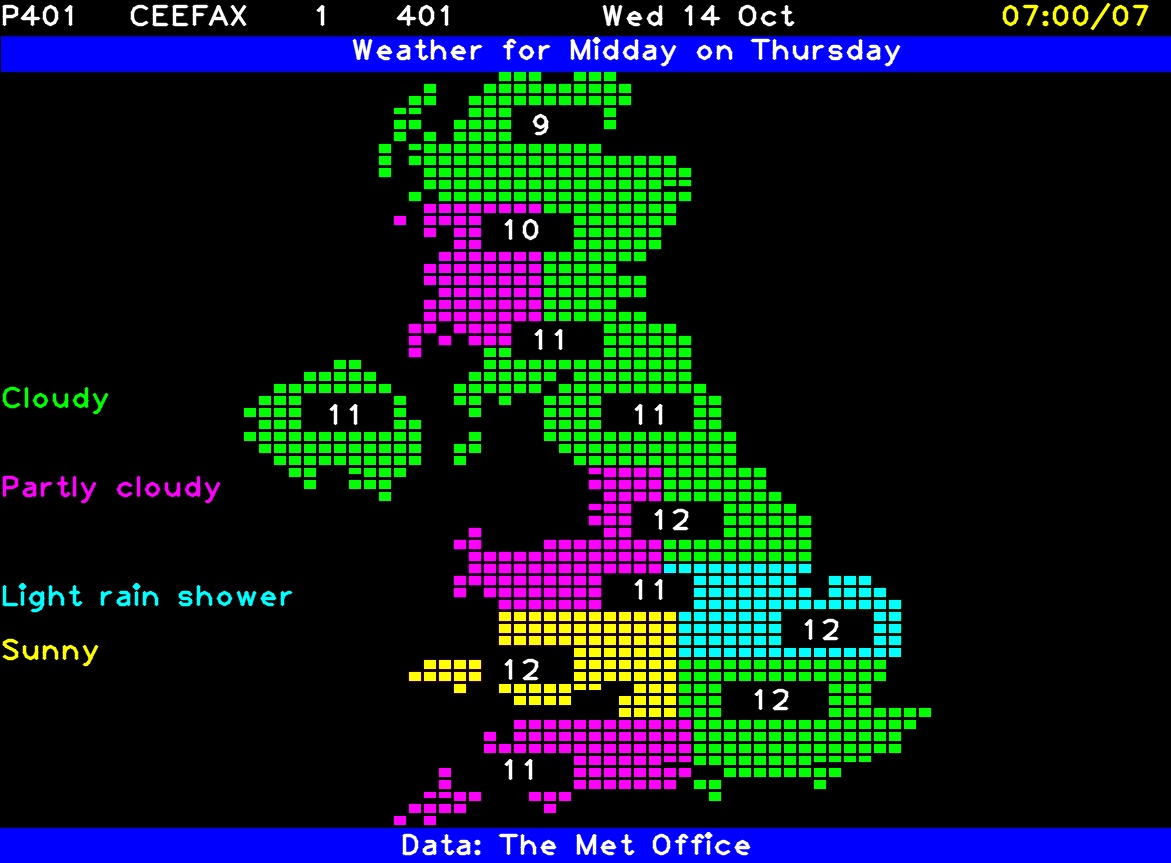 P401 CEEFAX 1 401 Wed 14 Oct 07:00/07
Weather for Midday on Thursday
9
10
11
Cloudy
11 11
Partly cloudy
12
11
Light rain shower
12
Sunny
12
12
11
Data: The Met Office